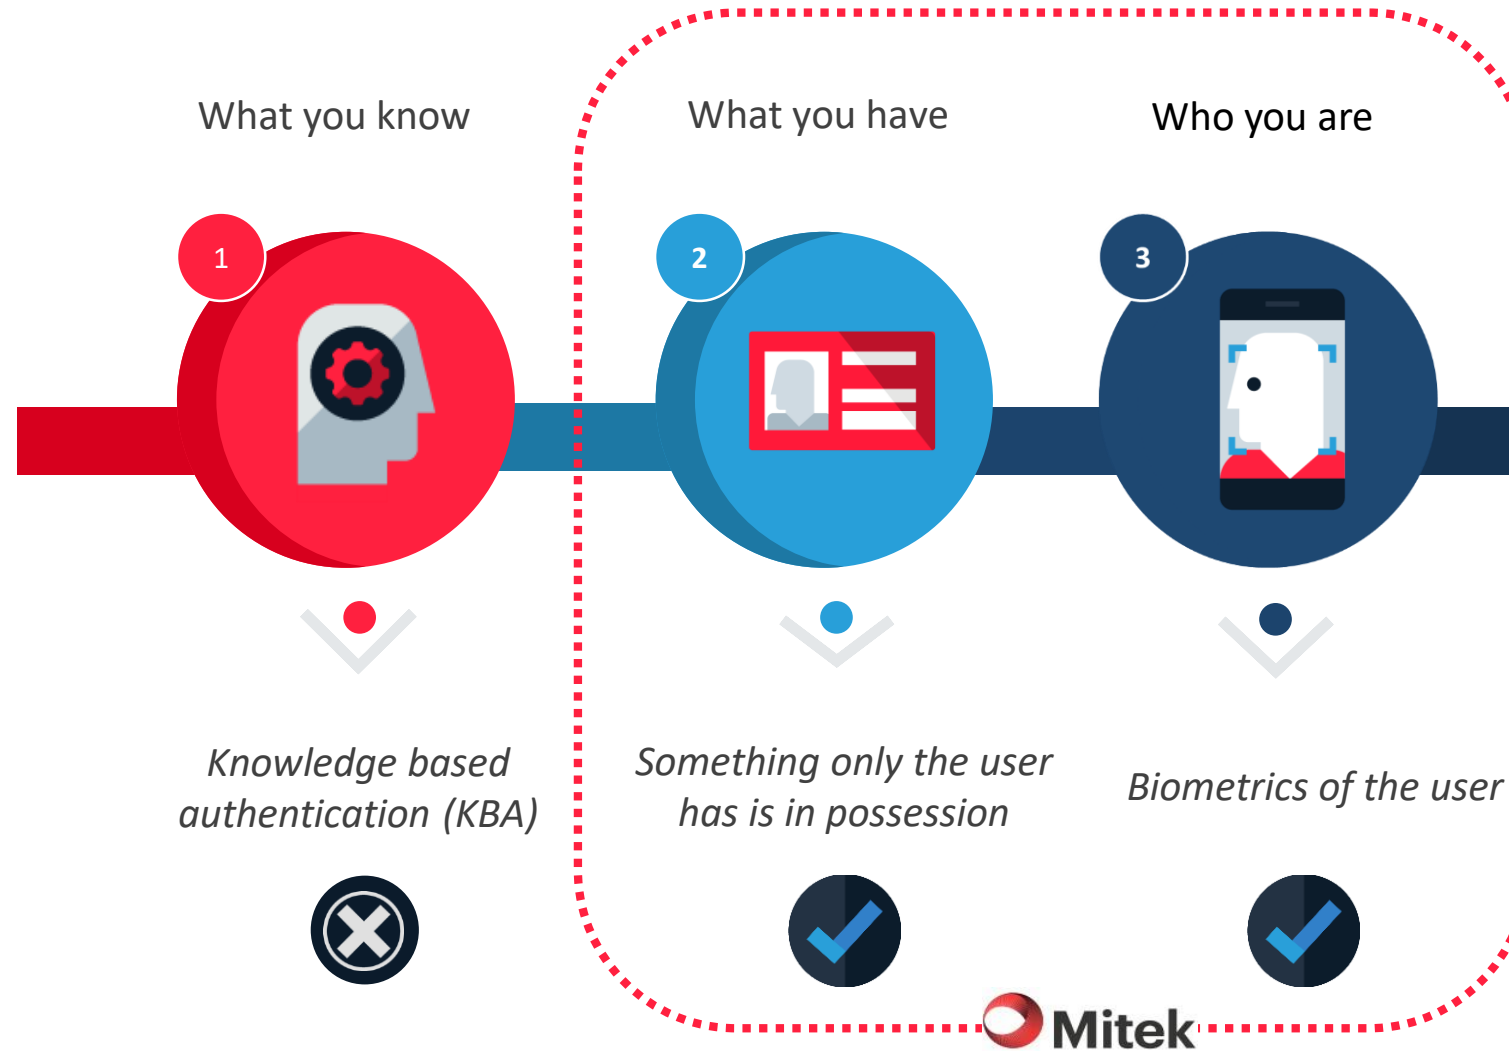 What you know
What you have
Who you are
1
2
3
Knowledge based
authentication (KBA)
Something only the user
has is in possession
Biometrics of the user
Mitek